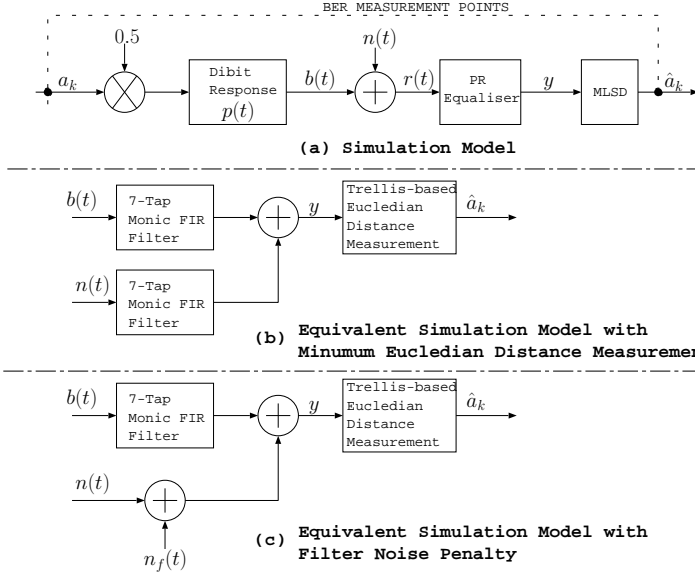 BER MEASUREMENT POINTS
0.5
n(t)
a_k
Dibit
Response
p(t)
b(t)
r(t)
PR
Equaliser
y
MLSD
â_k
(a) Simulation Model
b(t)
7-Tap
Monic FIR
Filter
y
Trellis-based
Eucledian
Distance
Measurement
â_k
n(t)
7-Tap
Monic FIR
Filter
(b) Equivalent Simulation Model with
Minumum Eucledian Distance Measuremen
b(t)
7-Tap
Monic FIR
Filter
y
Trellis-based
Eucledian
Distance
Measurement
â_k
n(t)
n_f(t)
(c) Equivalent Simulation Model with
Filter Noise Penalty